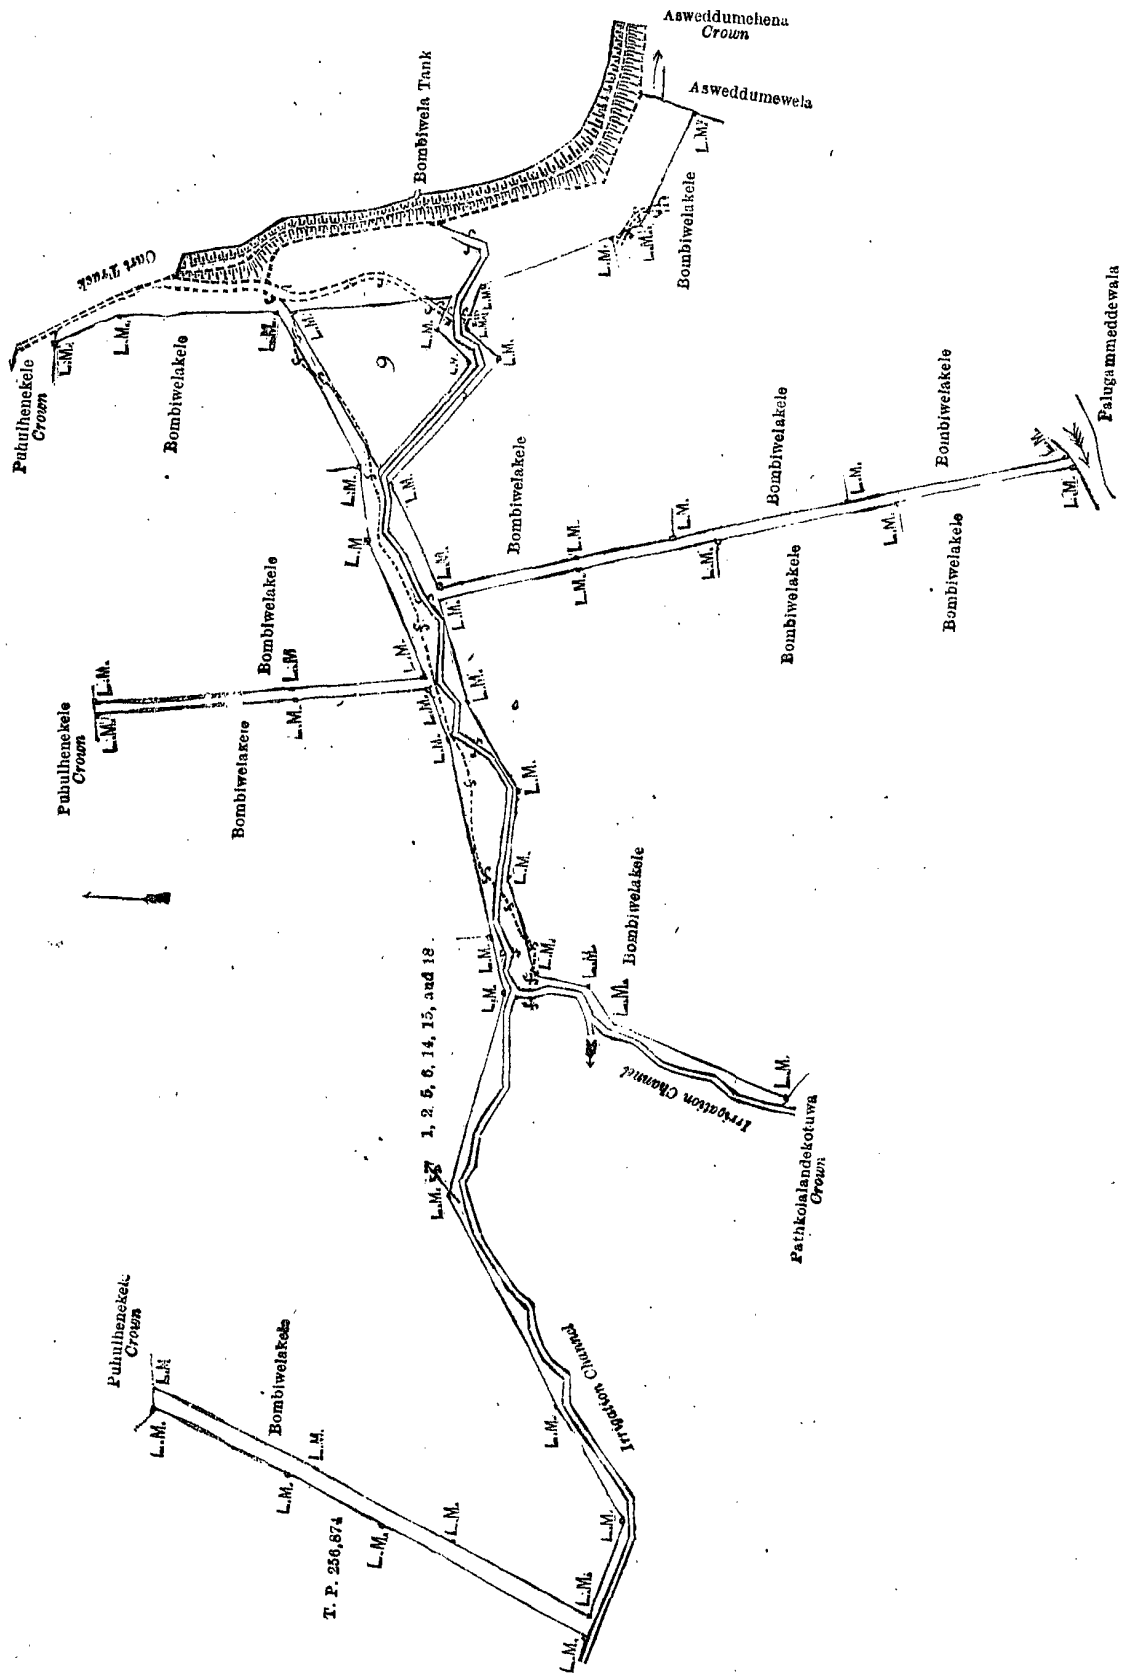 Asweddumehena
Crown
Asweddumewela
L.M.
Bombiwela Tank
Bombiwelakele
L.M.
L.M.
Cart Track
Puhulhenekele
Crown
L.M.
L.M.
Bombiwelakele
L.M.
L.M.
L.M.
L.M.
L.M.
L.M.
L.M.
9
L.M.
L.M.
L.M
Bombiwelakele
Bombiwelakele
Bombiwelakele
Palugammeddewala
L.M.
L.M.
L.M.
L.M.
L.M.
L.M.
L.M.
L.M.
L.M.
L.M.
Bombiwelakele
Bombiwelakele
Puhulhenekele
Crown
L.M.
L.M.
Bombiwelakele
L.M
L.M.
Bombiwelakele
L.M.
L.M.
L.M.
L.M.
L.M.
L.M.
L.M.
L.M.
L.M.
L.M.
L.M.
Bombiwelakele
Irrigation Channel
L.M.
Pathkolalandekotuwa
Crown
1, 2, 5, 6, 14, 15, and 18.
L.M.
Irrigation Channel
L.M.
L.M.
L.M.
L.M.
Puhulhenekele
Crown
L.M
L.M.
Bombiwelakele
L.M.
L.M.
L.M.
L.M.
T. P. 256,874